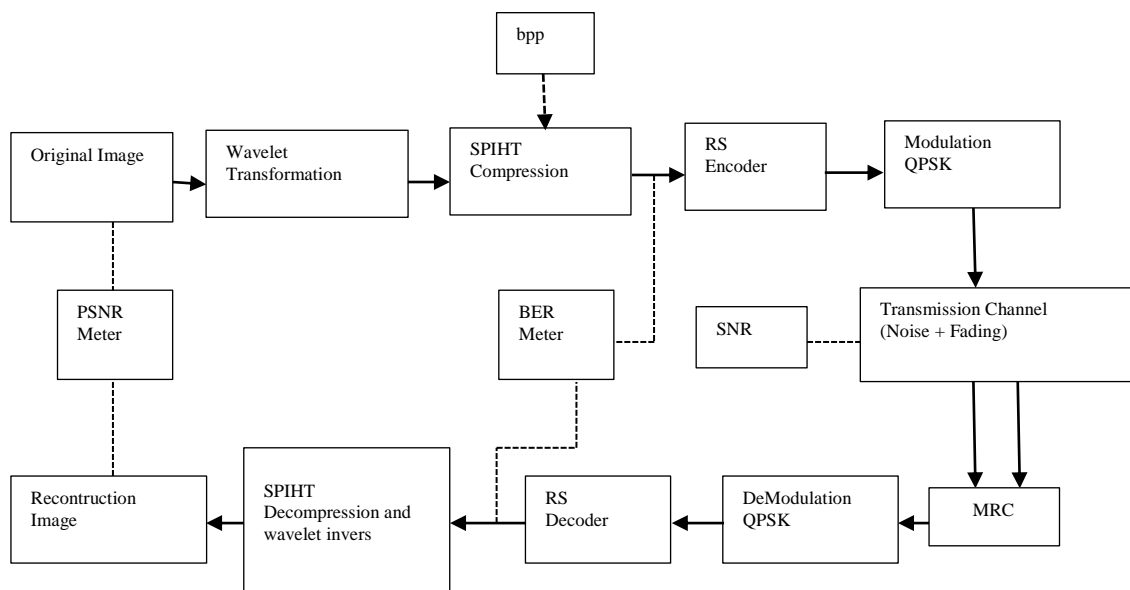 bpp
Original Image
Wavelet
Transformation
SPIHT
Compression
RS
Encoder
Modulation
QPSK
PSNR
Meter
BER
Meter
SNR
Transmission Channel
(Noise + Fading)
Recontruction
Image
SPIHT
Decompression and
wavelet invers
RS
Decoder
DeModulation
QPSK
MRC